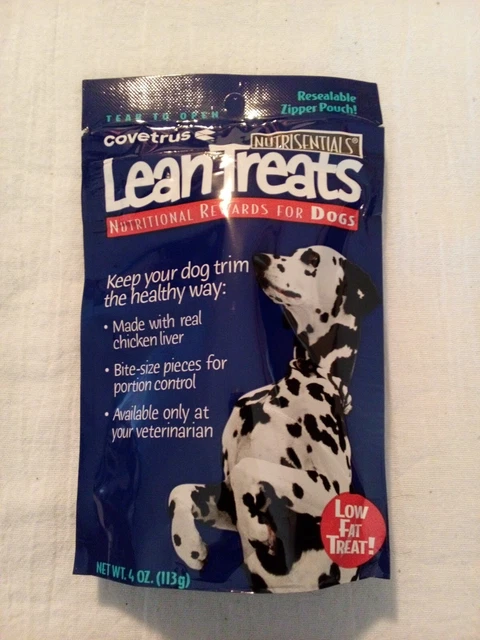 Resealable
Zipper Pouch!
TEAR TO OPEN
covetrus
NUTRISENTIALS®
Lean Treats
NUTRITIONAL REWARDS FOR DOGS
Keep your dog trim
the healthy way:
• Made with real
chicken liver
• Bite-size pieces for
portion control
• Available only at
your veterinarian
LOW
FAT
TREAT!
NET WT. 4 OZ. (113g)